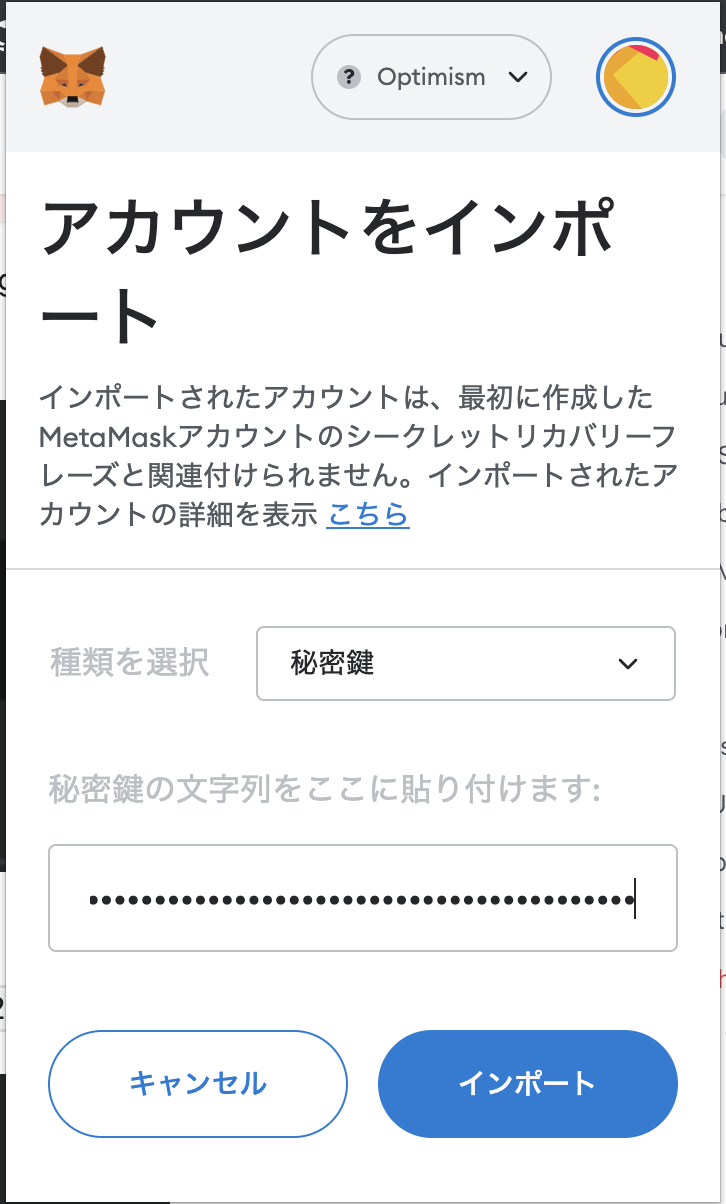 Optimism
アカウントをインポ
ート
インポートされたアカウントは、最初に作成した
MetaMaskアカウントのシークレットリカバリーフ
レーズと関連付けられません。インポートされたア
カウントの詳細を表示 こちら
種類を選択 秘密鍵
秘密鍵の文字列をここに貼り付けます:
キャンセル インポート